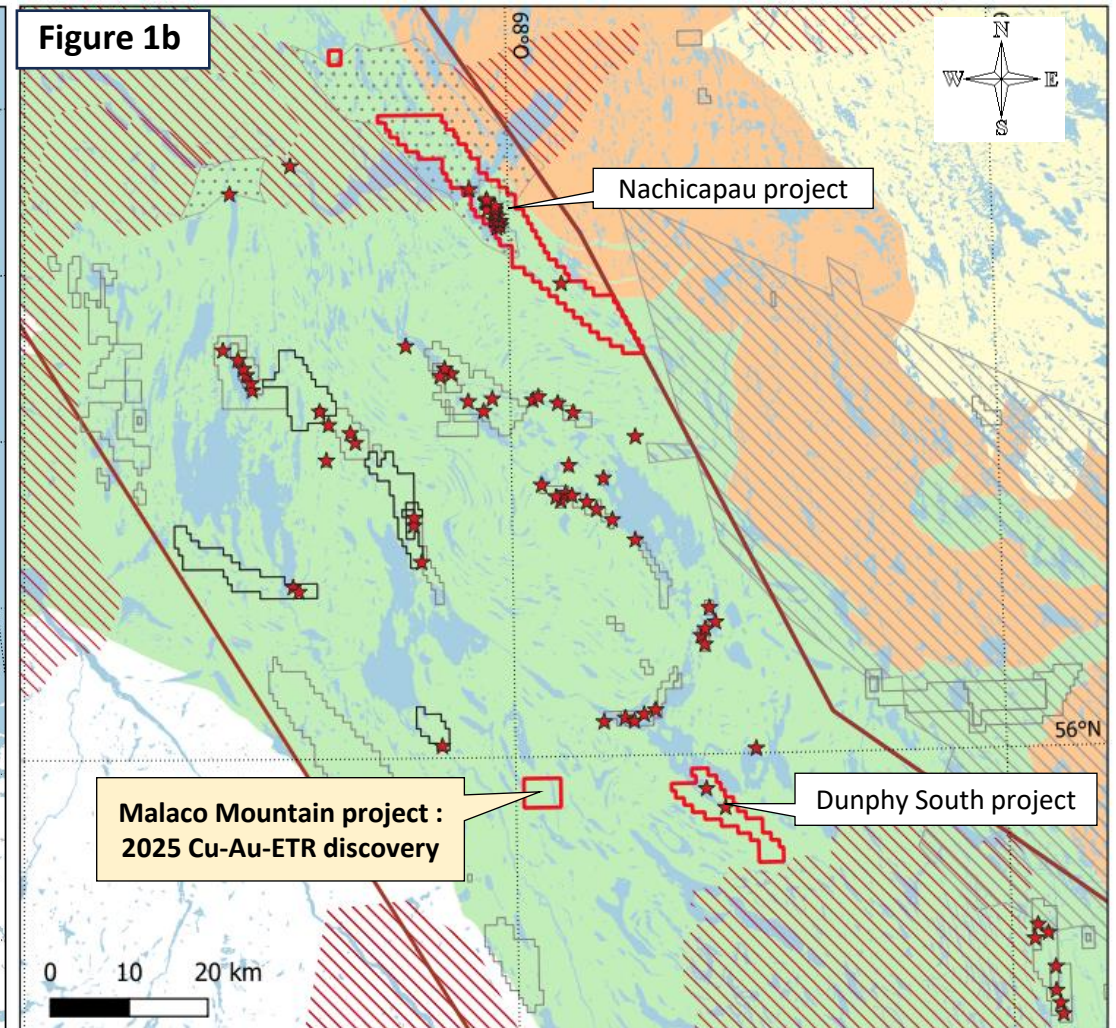 Figure 1b
68°O
N
W E
S
Nachicapau project
56°N
Malaco Mountain project :
2025 Cu-Au-ETR discovery
Dunphy South project
0 10 20 km